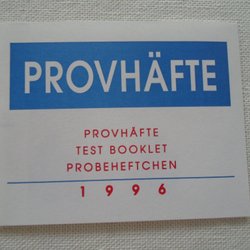 PROVHÄFTE
PROVHÄFTE
TEST BOOKLET
PROBEHEFTCHEN
1996